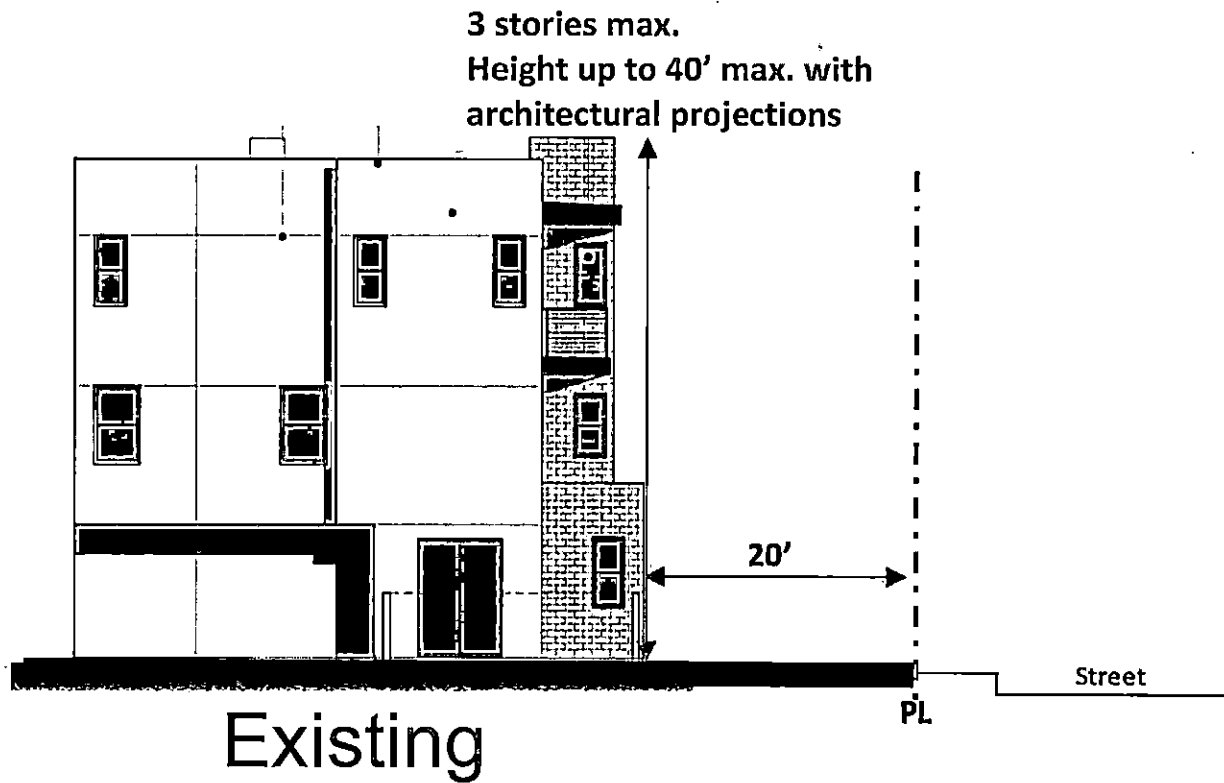 3 stories max.
Height up to 40’ max. with
architectural projections
20’
Street
PL
Existing